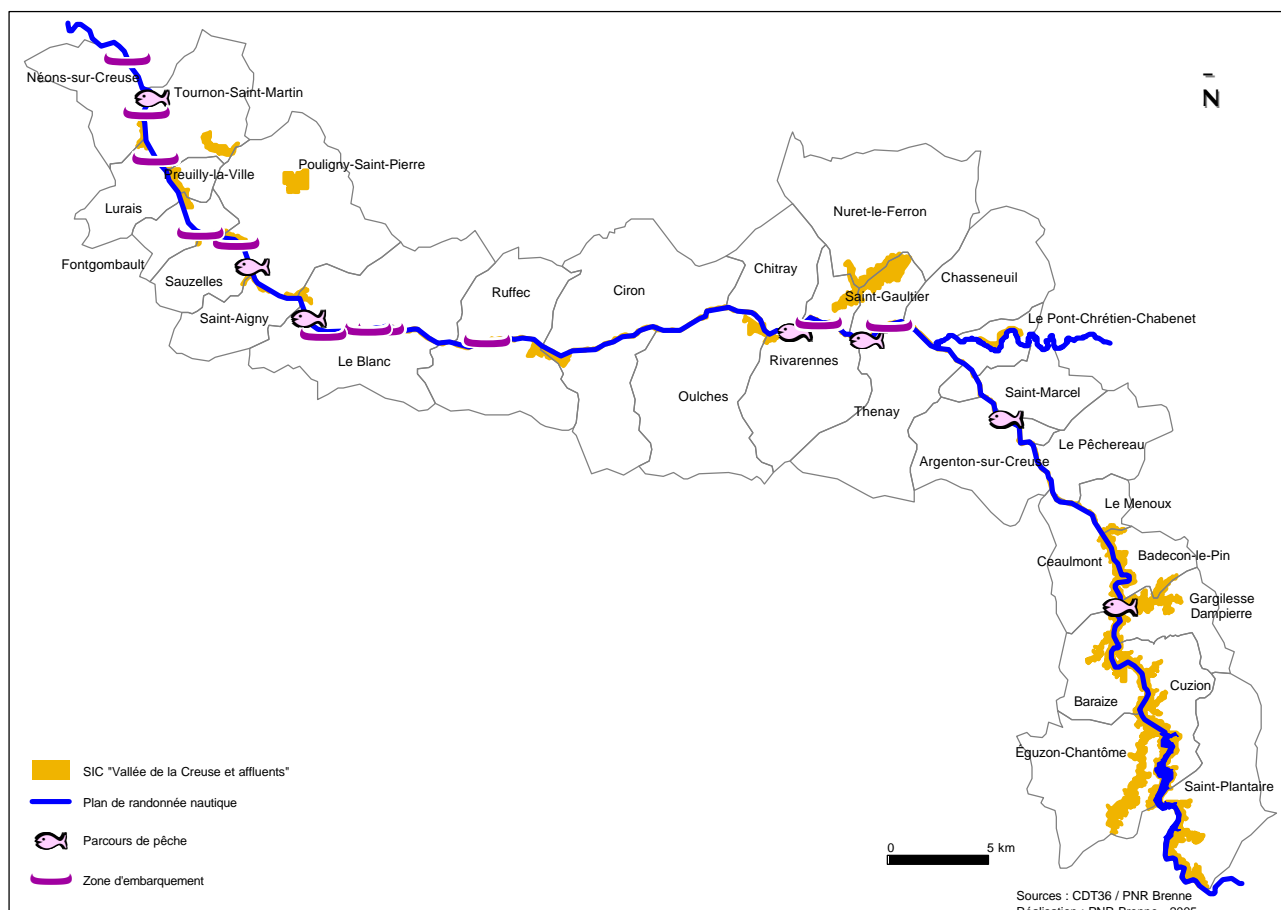 Néons-sur-Creuse
Tournon-Saint-Martin
N
Pouligny-Saint-Pierre
Preuilly-la-Ville
Lurais
Nuret-le-Ferron
Fontgombault
Chitray
Chasseneuil
Sauzelles
Ruffec
Ciron
Saint-Gaultier
Saint-Aigny
Le Pont-Chrétien-Chabenet
Le Blanc
Rivarennes
Oulches
Saint-Marcel
Thenay
Le Pêchereau
Argenton-sur-Creuse
Le Menoux
Ceaulmont
Badecon-le-Pin
Gargilesse
Dampierre
Cuzion
Baraize
Éguzon-Chantôme
Saint-Plantaire
SIC "Vallée de la Creuse et affluents"
Plan de randonnée nautique
Parcours de pêche
Zone d'embarquement
0 5 km
Sources : CDT36 / PNR Brenne
Réalisation : PNR Brenne - 2005